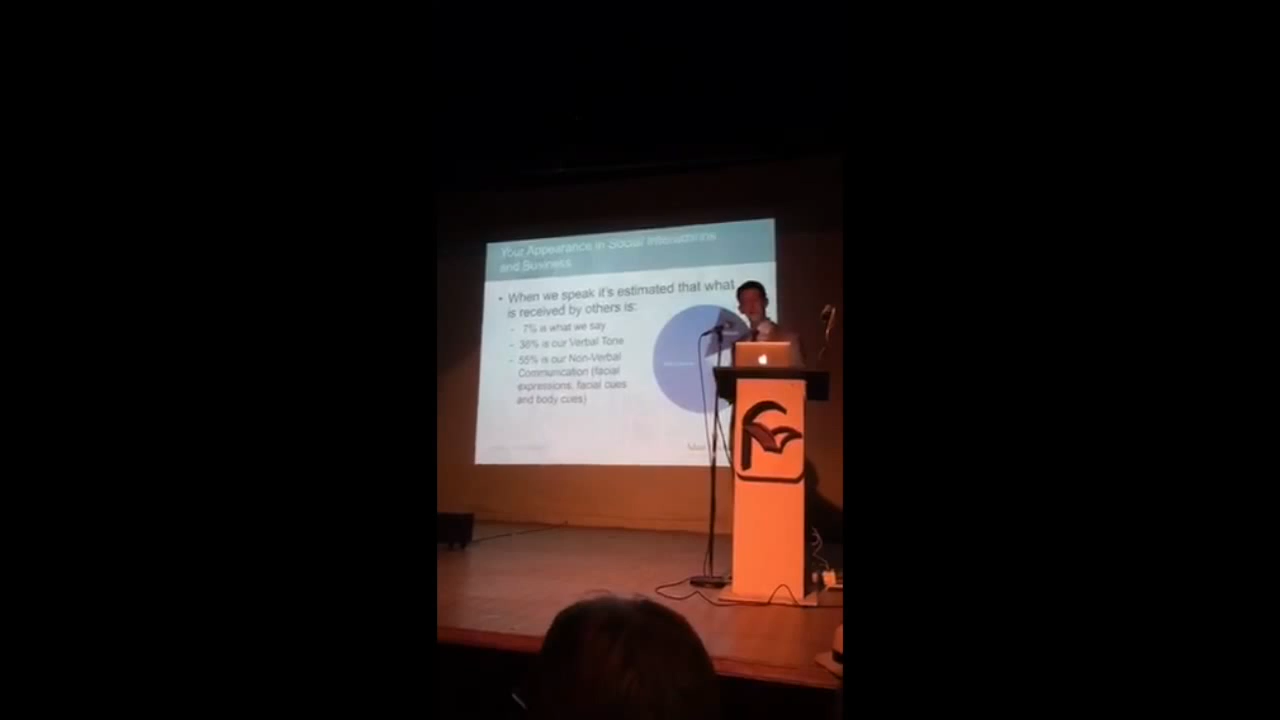 Your Appearance in Social Interactions
and Business
• When we speak it's estimated that what
is received by others is:
- 7% is what we say
- 38% is our Verbal Tone
- 55% is our Non-Verbal
Communication (facial
expressions, facial cues
and body cues)